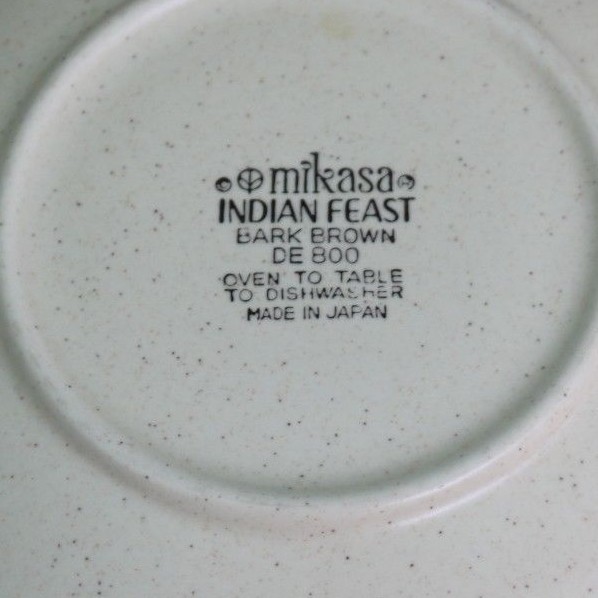 mikasa
INDIAN FEAST
BARK BROWN
DE 800
OVEN TO TABLE
TO DISHWASHER
MADE IN JAPAN